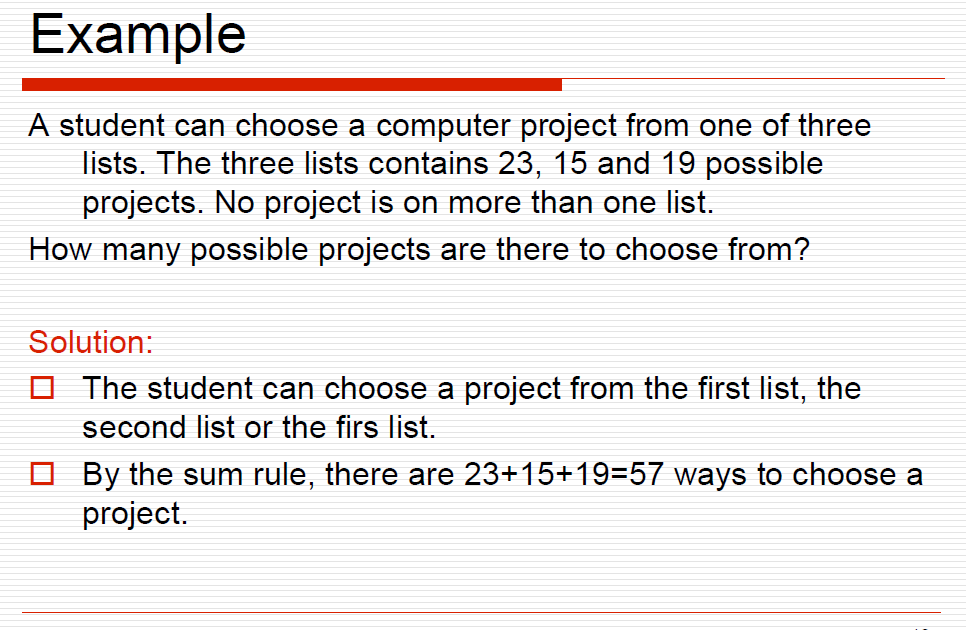 Example
A student can choose a computer project from one of three
lists. The three lists contains 23, 15 and 19 possible
projects. No project is on more than one list.
How many possible projects are there to choose from?
Solution:
The student can choose a project from the first list, the
second list or the firs list.
By the sum rule, there are 23+15+19=57 ways to choose a
project.